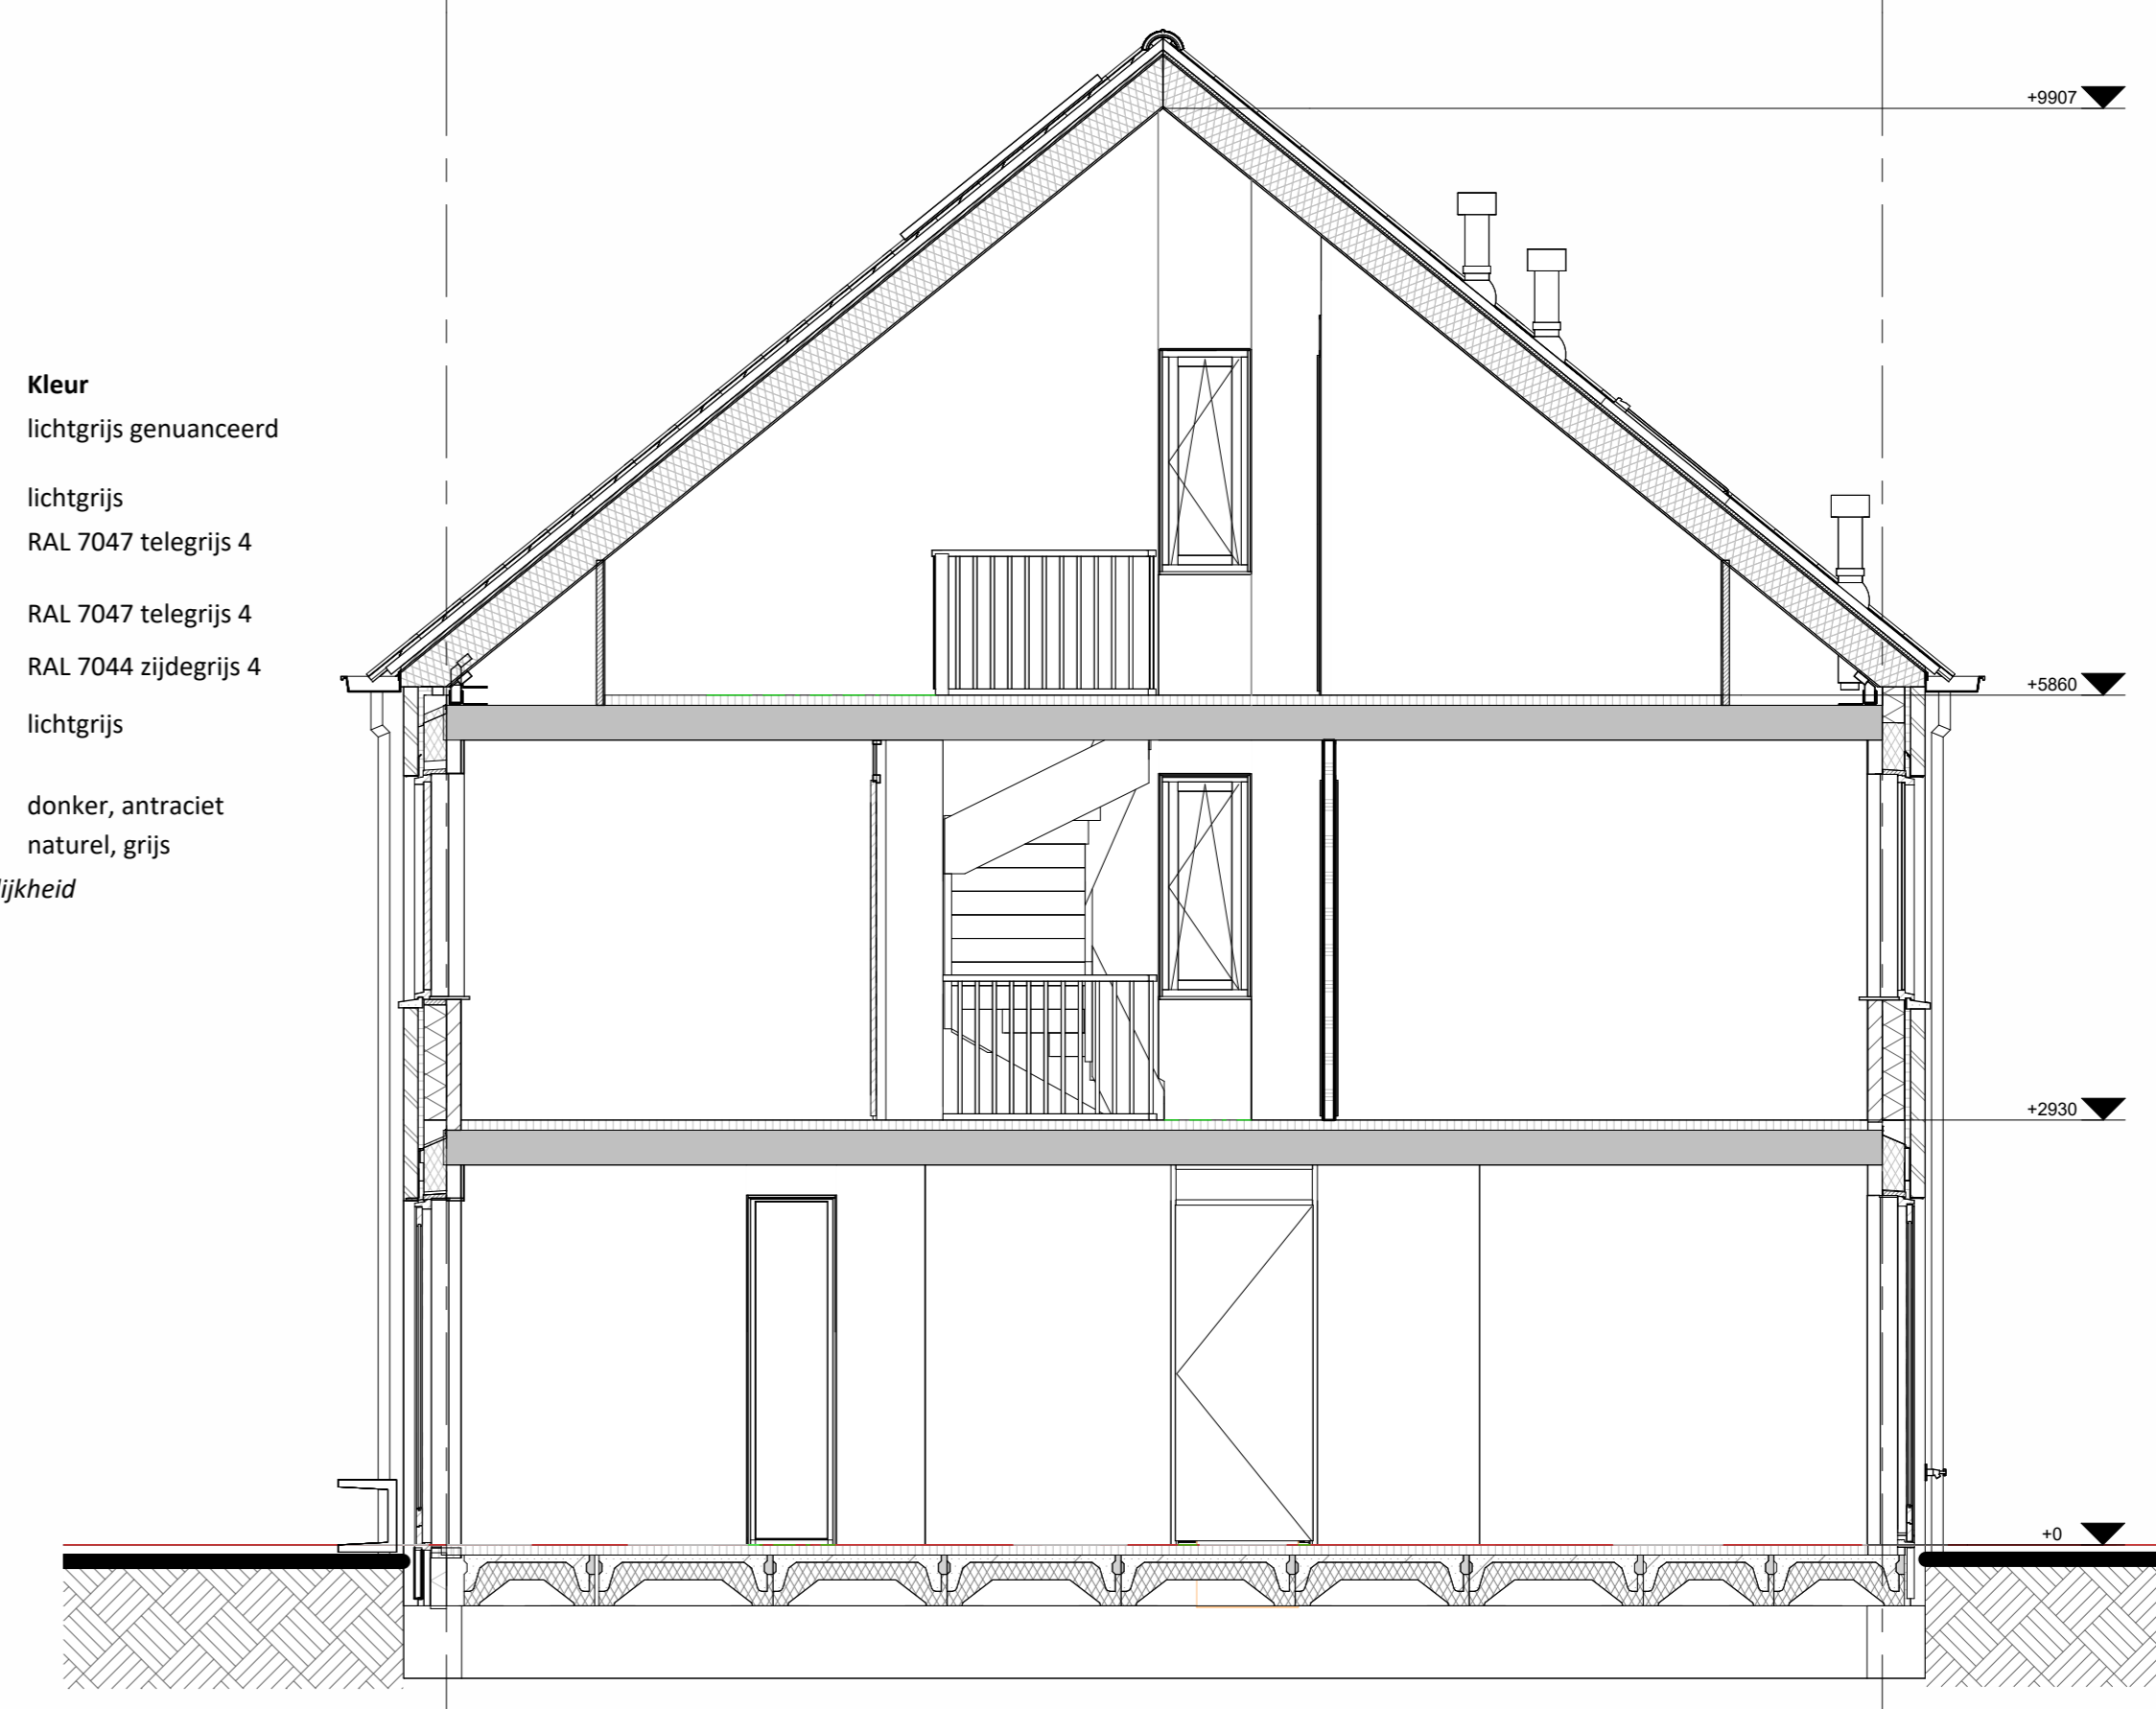 Kleur
lichtgrijs genuanceerd
lichtgrijs
RAL 7047 telegrijs 4
RAL 7047 telegrijs 4
RAL 7044 zijdegrijs 4
lichtgrijs
donker, antraciet
naturel, grijs
ijkheid
+9907
+5860
+2930
+0